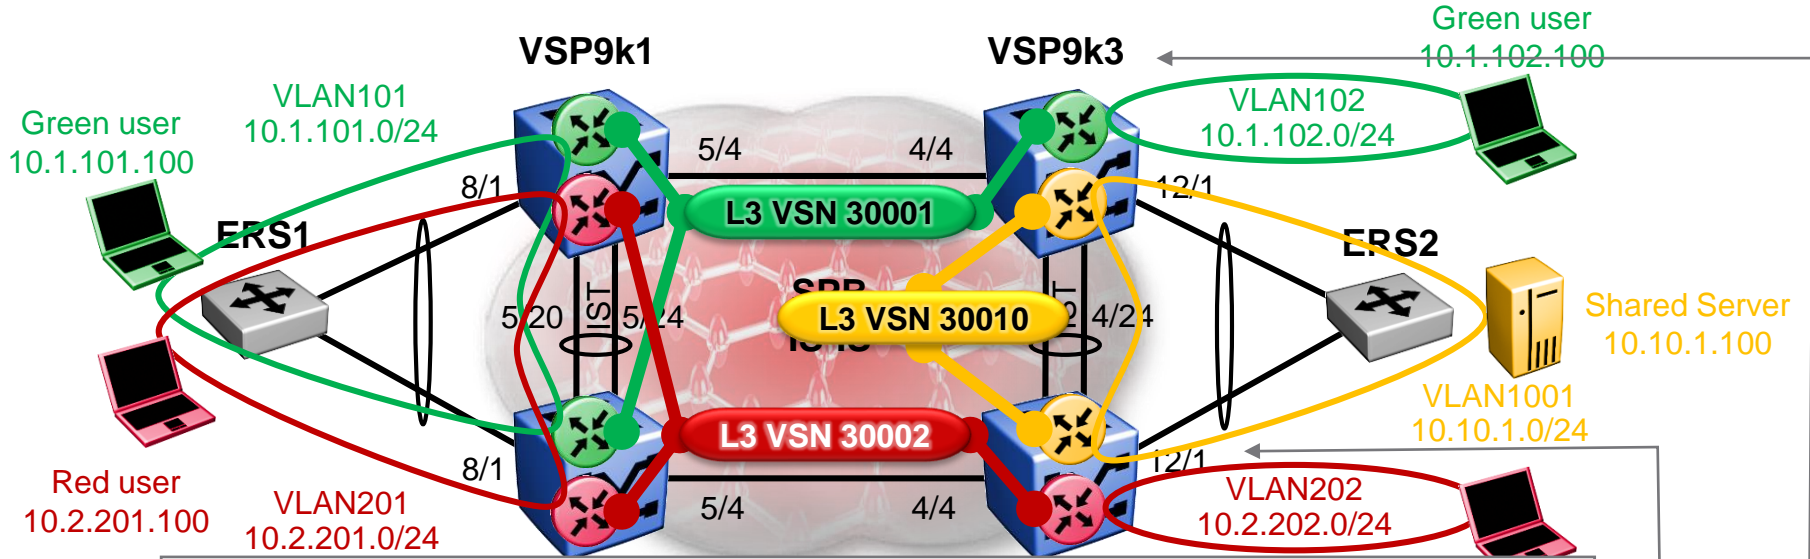 VSP9k1
VSP9k3
Green user
10.1.102.100
VLAN101
10.1.101.0/24
Green user
10.1.101.100
VLAN102
10.1.102.0/24
5/4
4/4
8/1
12/1
L3 VSN 30001
ERS1
ERS2
5/20
IST
5/24
SPB
L3 VSN 30010
4/24
Shared Server
10.10.1.100
VLAN1001
10.10.1.0/24
L3 VSN 30002
8/1
12/1
Red user
10.2.201.100
VLAN201
10.2.201.0/24
5/4
4/4
VLAN202
10.2.202.0/24